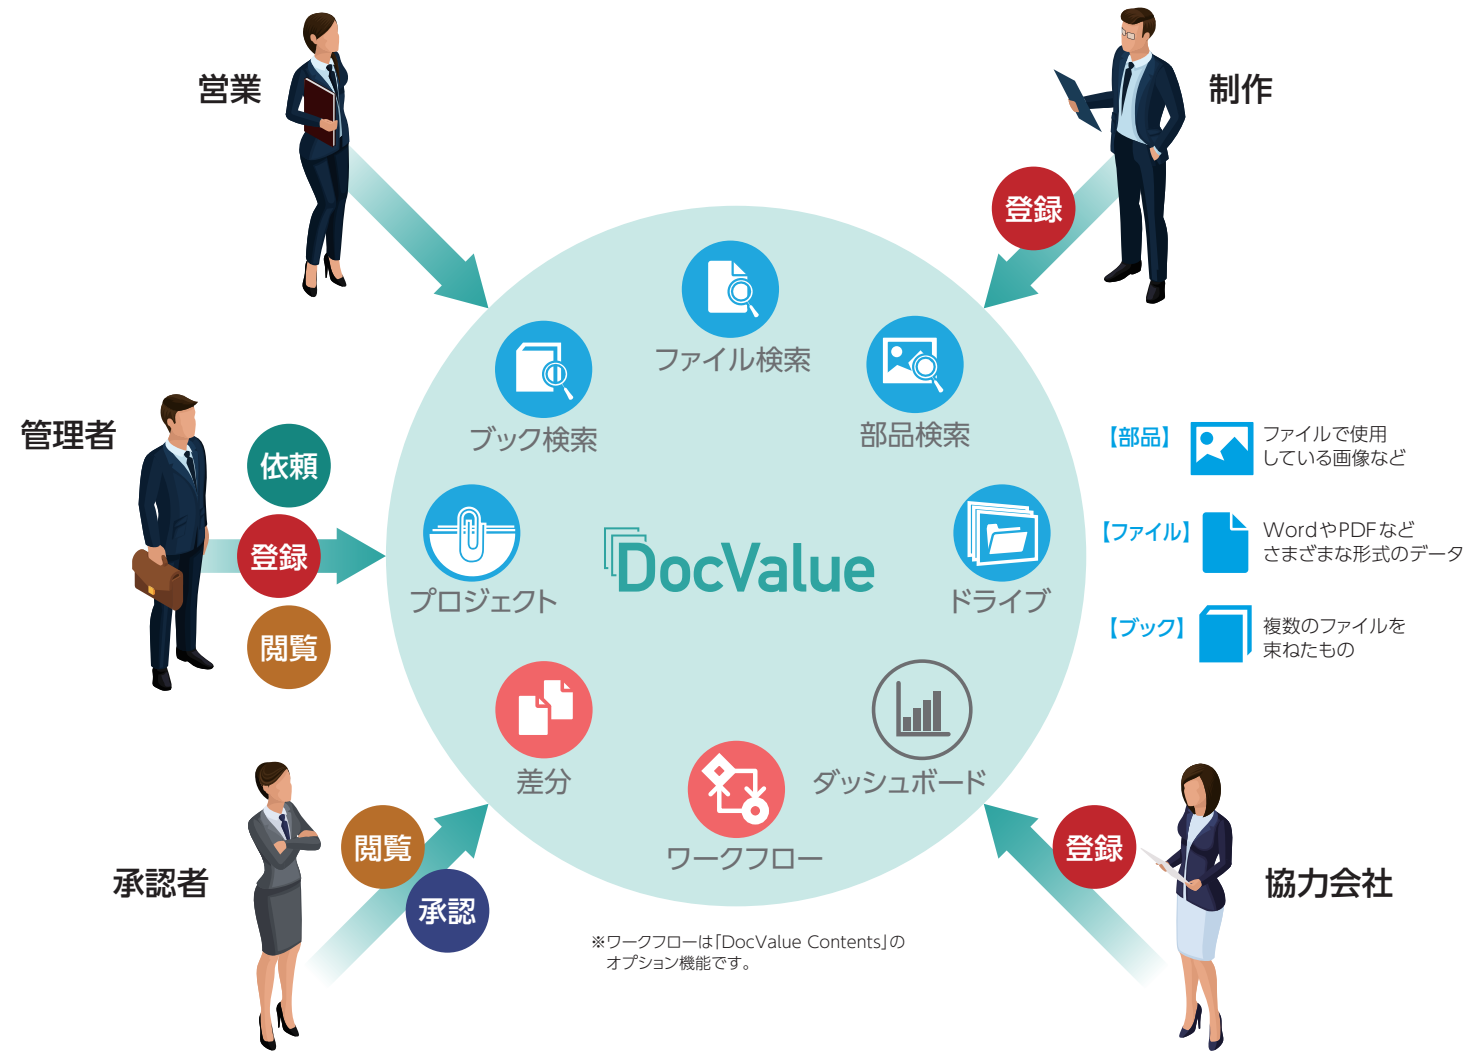 営業
制作
登録
ファイル検索
ブック検索
部品検索
管理者
依頼
登録
閲覧
プロジェクト
DocValue
ドライブ
【部品】
ファイルで使用
している画像など
【ファイル】
WordやPDFなど
さまざまな形式のデータ
【ブック】
複数のファイルを
束ねたもの
差分
ワークフロー
ダッシュボード
承認者
閲覧
承認
登録
協力会社
※ワークフローは「DocValue Contents」の
オプション機能です。